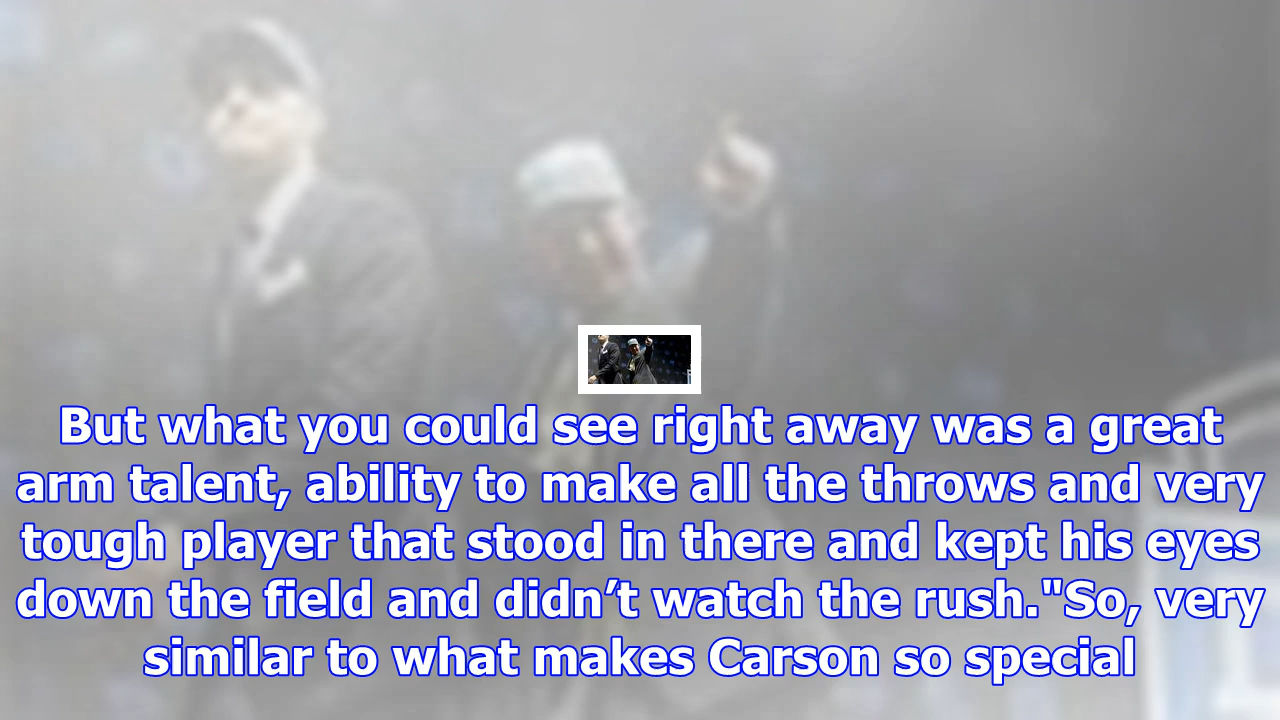 But what you could see right away was a great
arm talent, ability to make all the throws and very
tough player that stood in there and kept his eyes
down the field and didn’t watch the rush."So, very
similar to what makes Carson so special